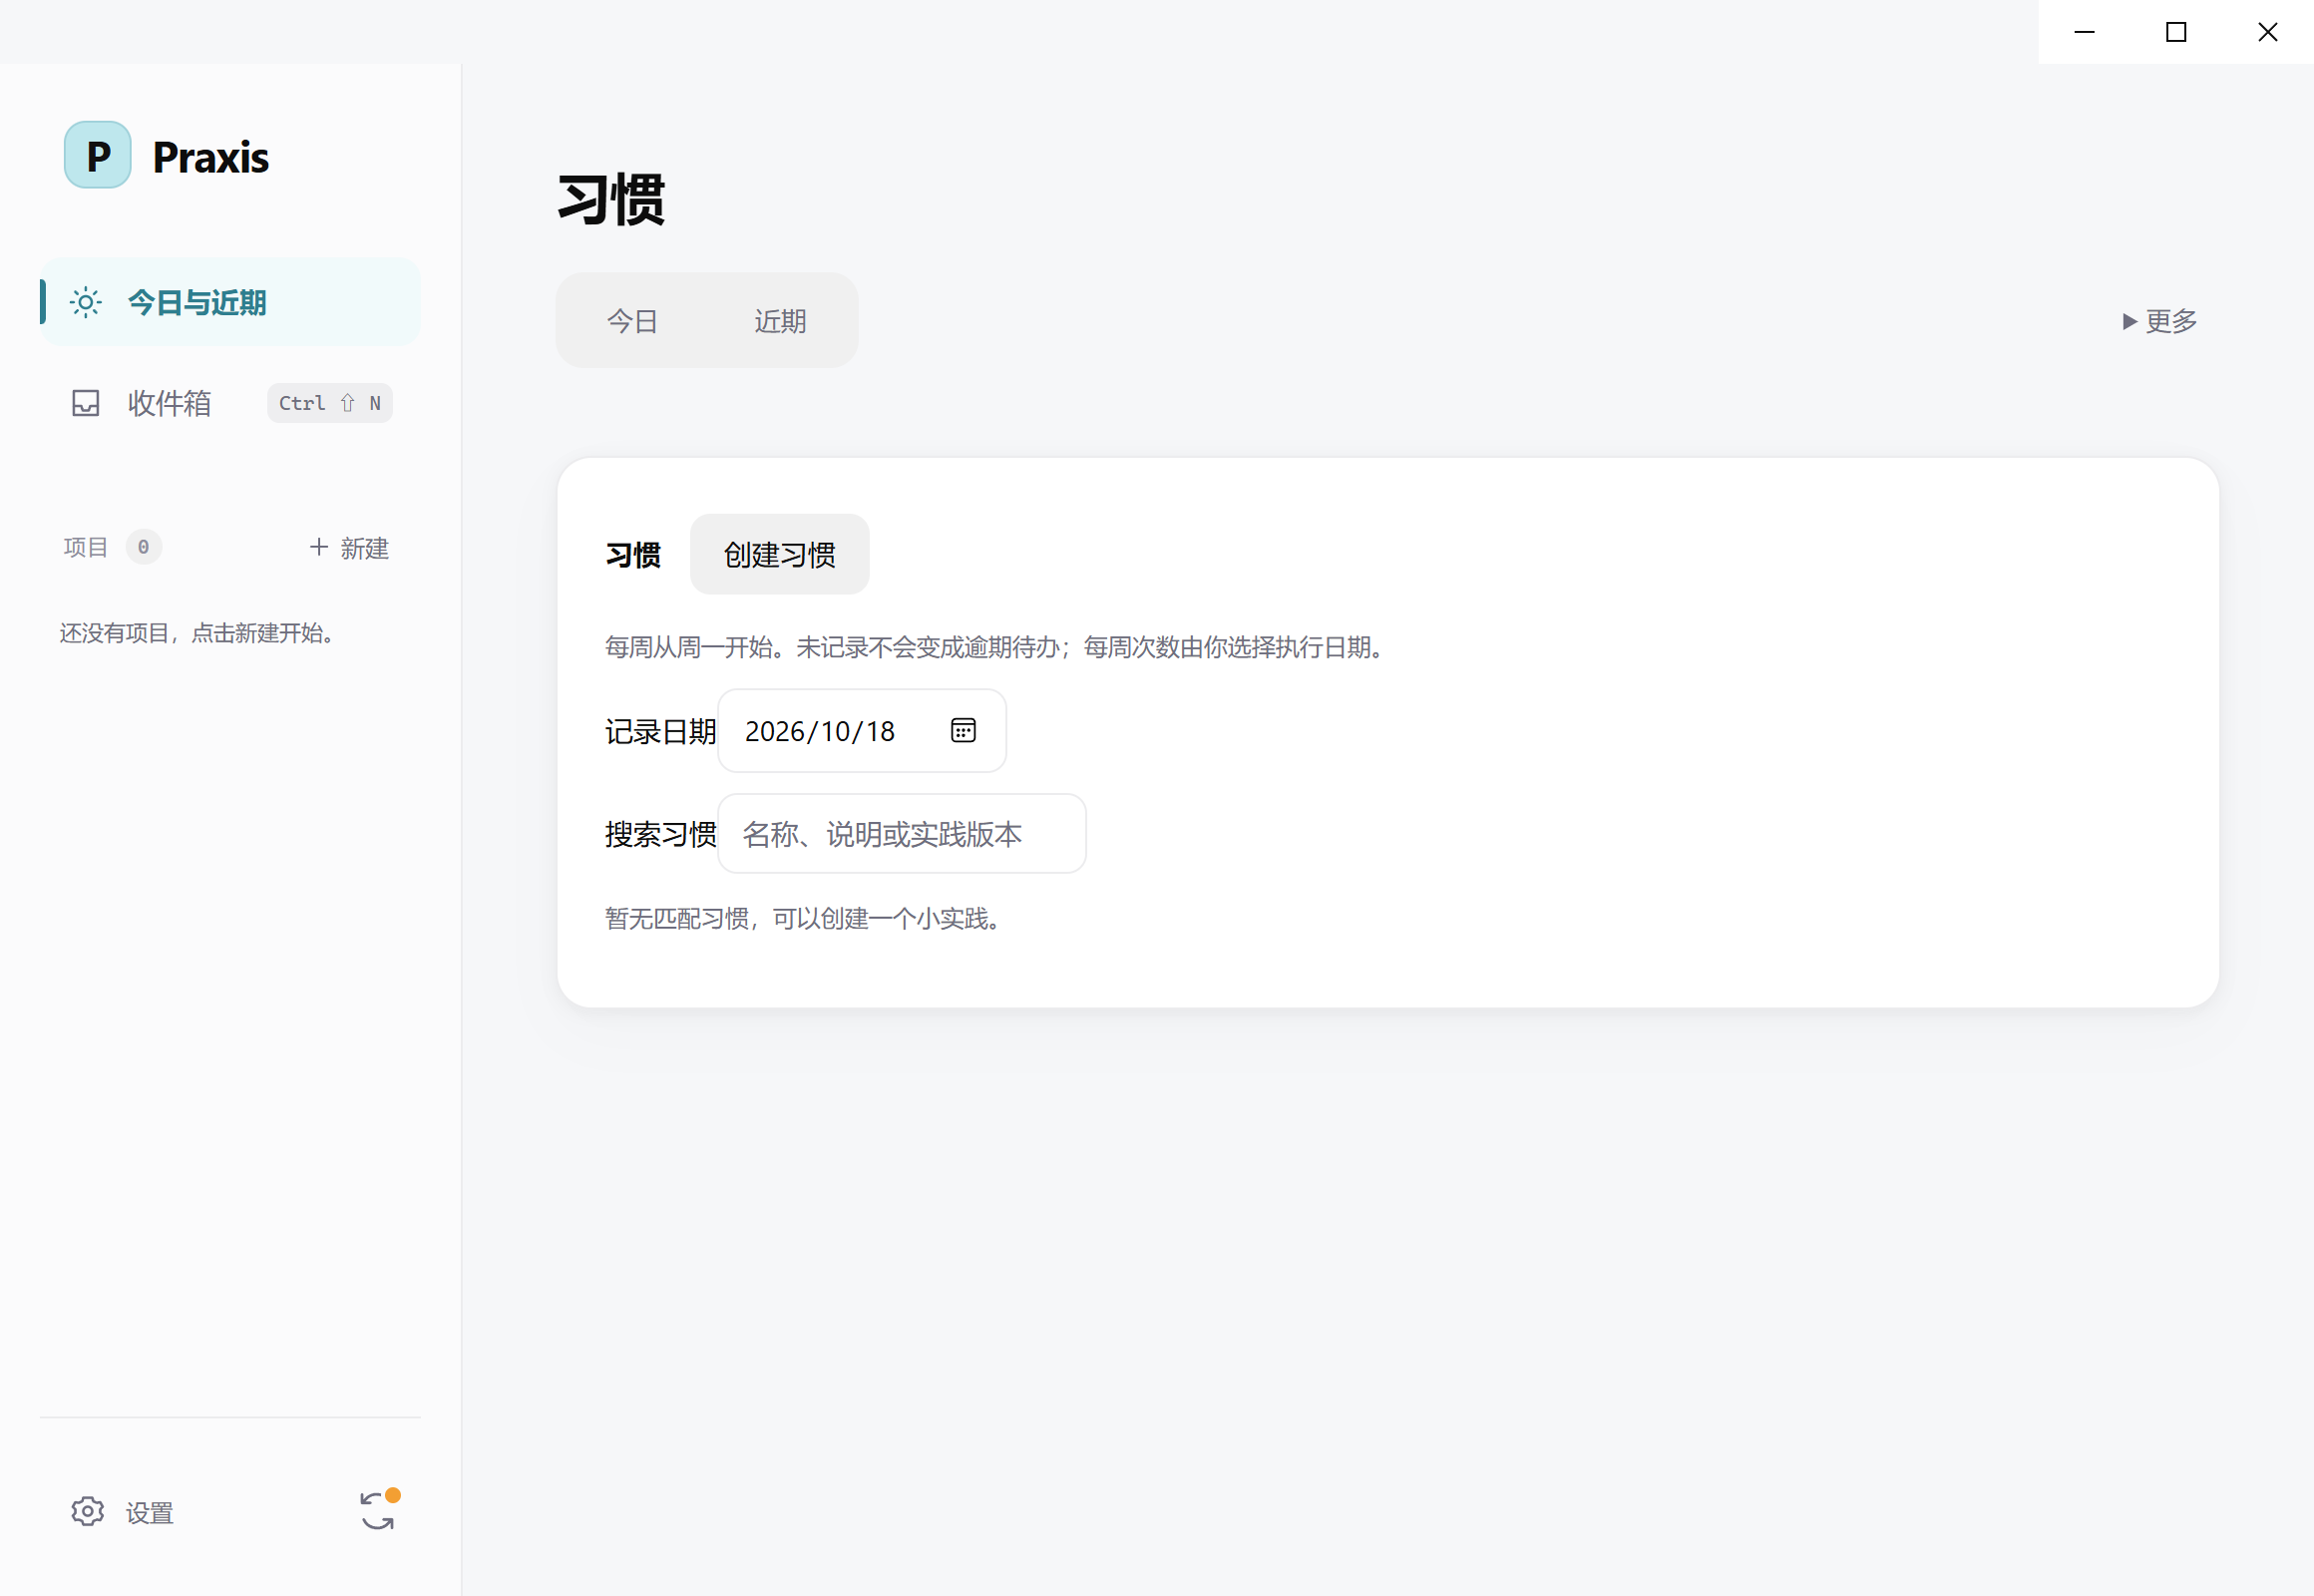 P Praxis
今日与近期
收件箱 Ctrl ⇧ N
项目 0 + 新建
还没有项目，点击新建开始。
设置
习惯
今日 近期 ▶ 更多
习惯 创建习惯
每周从周一开始。未记录不会变成逾期待办；每周次数由你选择执行日期。
记录日期 2026/10/18
搜索习惯 名称、说明或实践版本
暂无匹配习惯，可以创建一个小实践。